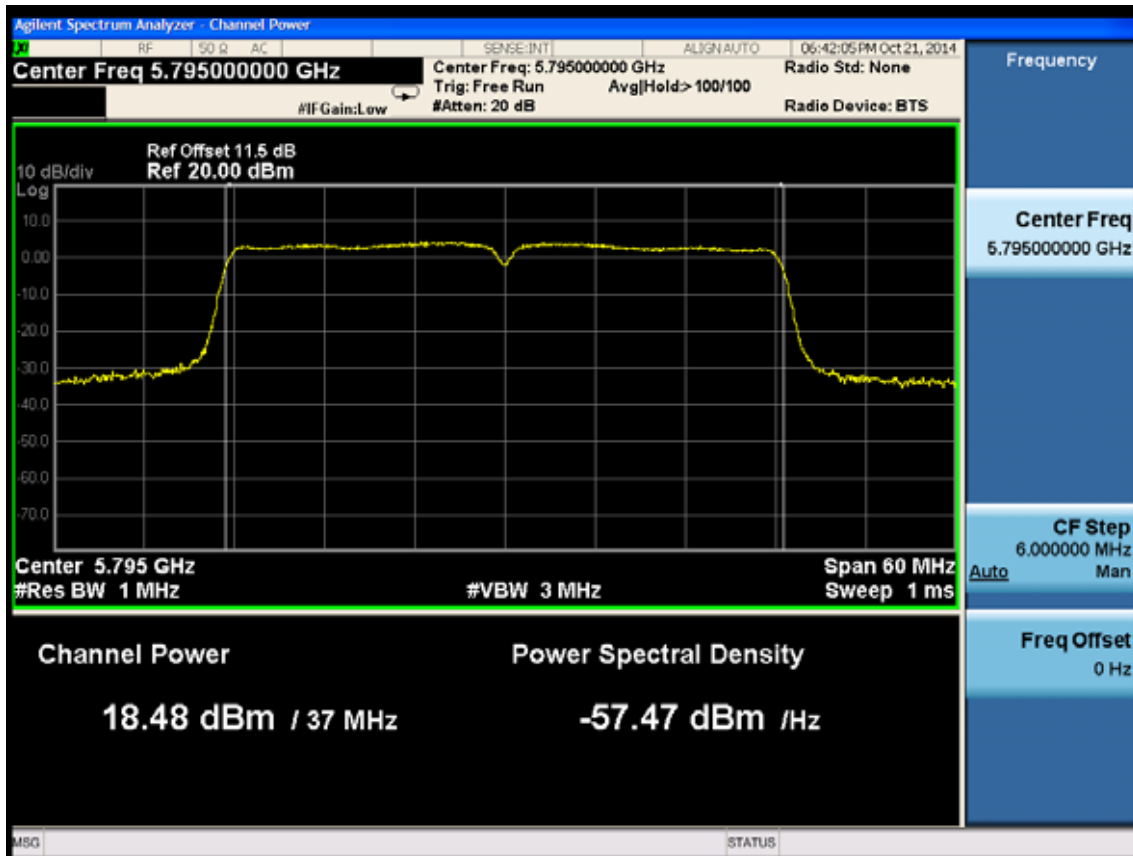 Agilent Spectrum Analyzer - Channel Power
RF 50 Ω AC SENSE:INT ALIGN AUTO 06:42:05 PM Oct 21, 2014
Center Freq 5.795000000 GHz
Center Freq: 5.795000000 GHz
Radio Std: None
Trig: Free Run Avg|Hold:> 100/100
#IFGain:Low
#Atten: 20 dB
Radio Device: BTS
Ref Offset 11.5 dB
10 dB/div Ref 20.00 dBm
Log
10.0
0.00
-10.0
-20.0
-30.0
-40.0
-50.0
-60.0
-70.0
Center 5.795 GHz Span 60 MHz
#Res BW 1 MHz #VBW 3 MHz Sweep 1 ms
Channel Power Power Spectral Density
18.48 dBm / 37 MHz -57.47 dBm /Hz
MSG STATUS
Frequency
Center Freq
5.795000000 GHz
CF Step
6.000000 MHz
Auto Man
Freq Offset
0 Hz